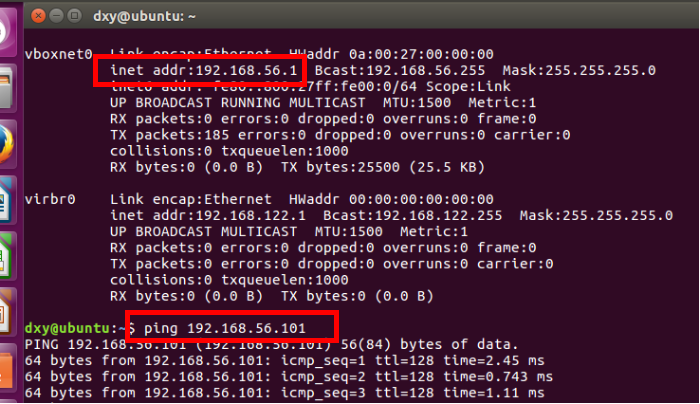 dxy@ubuntu: ~
vboxnet0 Link encap:Ethernet HWaddr 0a:00:27:00:00:00
inet addr:192.168.56.1 Bcast:192.168.56.255 Mask:255.255.255.0
inet6 addr: fe80::800:27ff:fe00:0/64 Scope:Link
UP BROADCAST RUNNING MULTICAST MTU:1500 Metric:1
RX packets:0 errors:0 dropped:0 overruns:0 frame:0
TX packets:185 errors:0 dropped:0 overruns:0 carrier:0
collisions:0 txqueuelen:1000
RX bytes:0 (0.0 B) TX bytes:25500 (25.5 KB)
virbr0 Link encap:Ethernet HWaddr 00:00:00:00:00:00
inet addr:192.168.122.1 Bcast:192.168.122.255 Mask:255.255.255.0
UP BROADCAST MULTICAST MTU:1500 Metric:1
RX packets:0 errors:0 dropped:0 overruns:0 frame:0
TX packets:0 errors:0 dropped:0 overruns:0 carrier:0
collisions:0 txqueuelen:1000
RX bytes:0 (0.0 B) TX bytes:0 (0.0 B)
dxy@ubuntu:~$ ping 192.168.56.101
PING 192.168.56.101 (192.168.56.101) 56(84) bytes of data.
64 bytes from 192.168.56.101: icmp_seq=1 ttl=128 time=2.45 ms
64 bytes from 192.168.56.101: icmp_seq=2 ttl=128 time=0.743 ms
64 bytes from 192.168.56.101: icmp_seq=3 ttl=128 time=1.11 ms